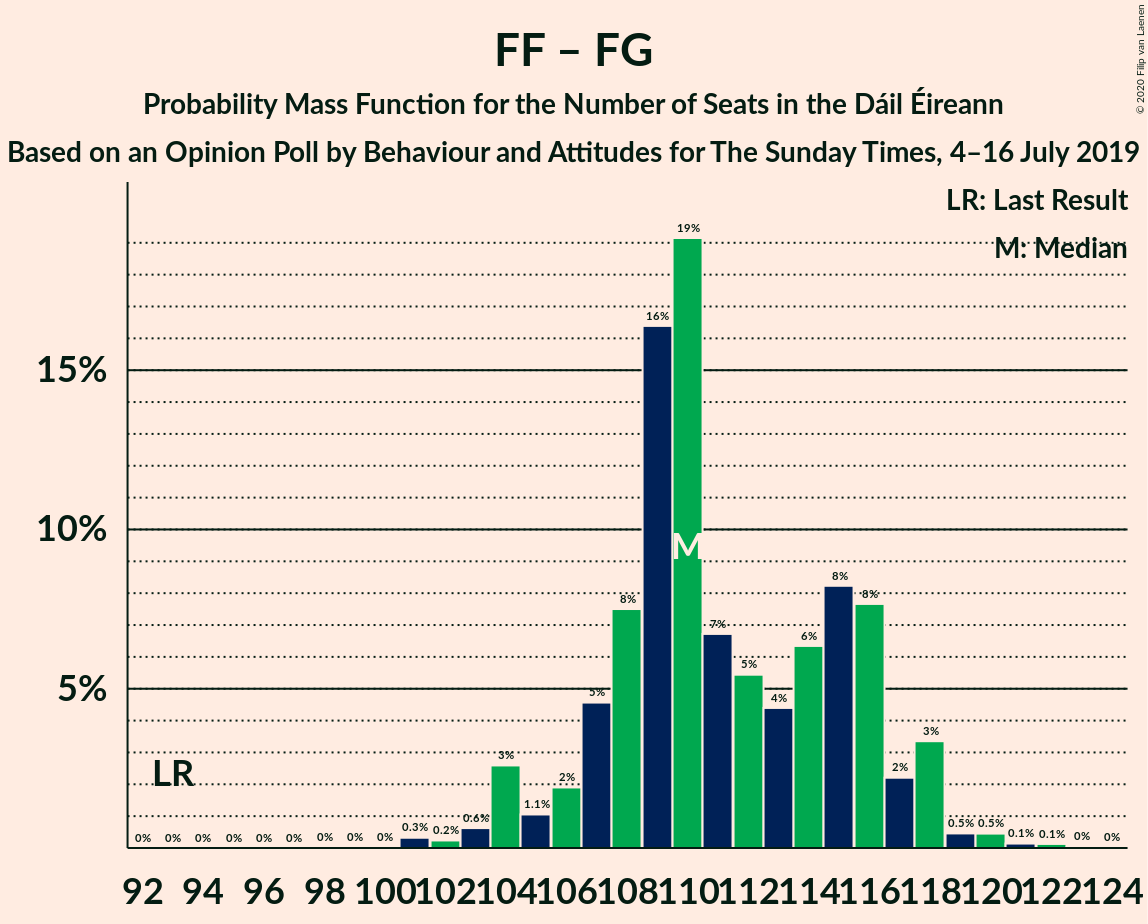 FF – FG
Probability Mass Function for the Number of Seats in the Dáil Éireann
Based on an Opinion Poll by Behaviour and Attitudes for The Sunday Times, 4–16 July 2019
© 2020 Filip van Laenen
LR: Last Result
M: Median
19%
16%
15%
10%
M
8%
8%
8%
7%
6%
5%
5%
5%
4%
3%
3%
LR
2%
2%
1.1%
0% 0% 0% 0% 0% 0% 0% 0% 0% 0.3% 0.2% 0.6% 0.5% 0.5% 0.1% 0.1% 0% 0%
92 94 96 98 100 102 104 106 108 110 112 114 116 118 120 122 124